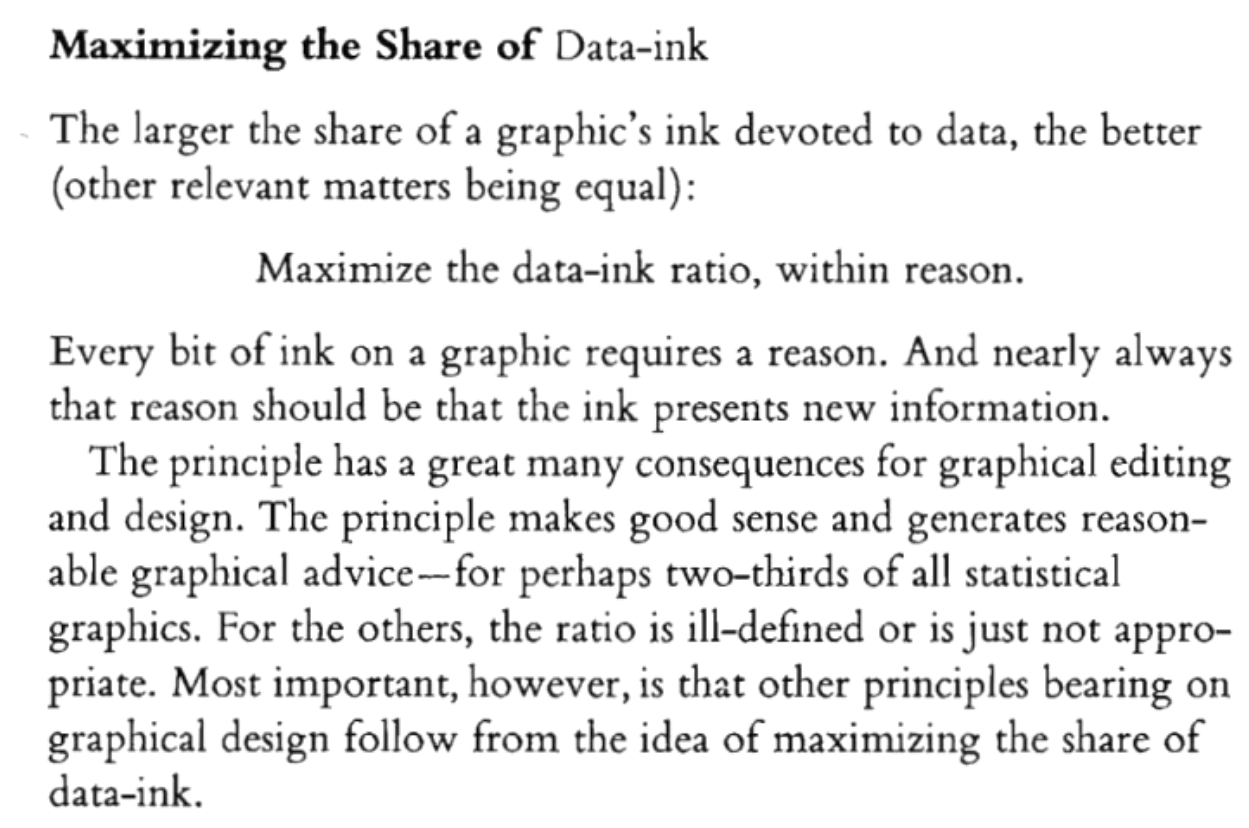 Maximizing the Share of Data-ink
The larger the share of a graphic's ink devoted to data, the better
(other relevant matters being equal):
Maximize the data-ink ratio, within reason.
Every bit of ink on a graphic requires a reason. And nearly always
that reason should be that the ink presents new information.
The principle has a great many consequences for graphical editing
and design. The principle makes good sense and generates reason-
able graphical advice—for perhaps two-thirds of all statistical
graphics. For the others, the ratio is ill-defined or is just not appro-
priate. Most important, however, is that other principles bearing on
graphical design follow from the idea of maximizing the share of
data-ink.